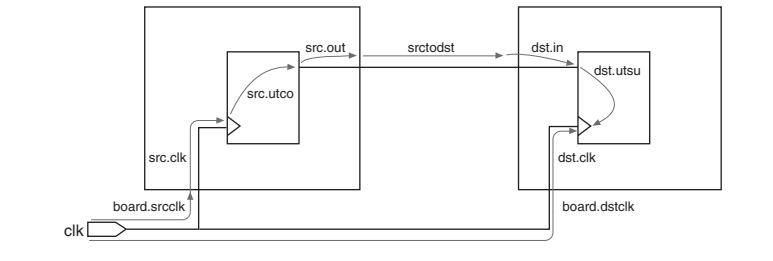 src.out
srctodst
dst.in
src.utco
dst.utsu
src.clk
dst.clk
board.srcclk
board.dstclk
clk